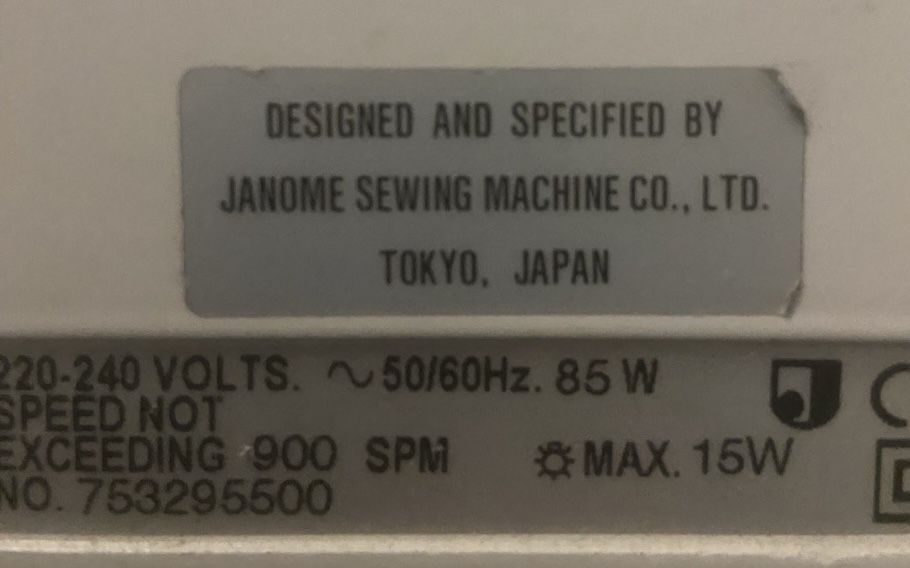 DESIGNED AND SPECIFIED BY
JANOME SEWING MACHINE CO., LTD.
TOKYO, JAPAN
220-240 VOLTS. ~ 50/60Hz. 85 W
SPEED NOT
EXCEEDING 900 SPM MAX. 15W
NO. 753295500